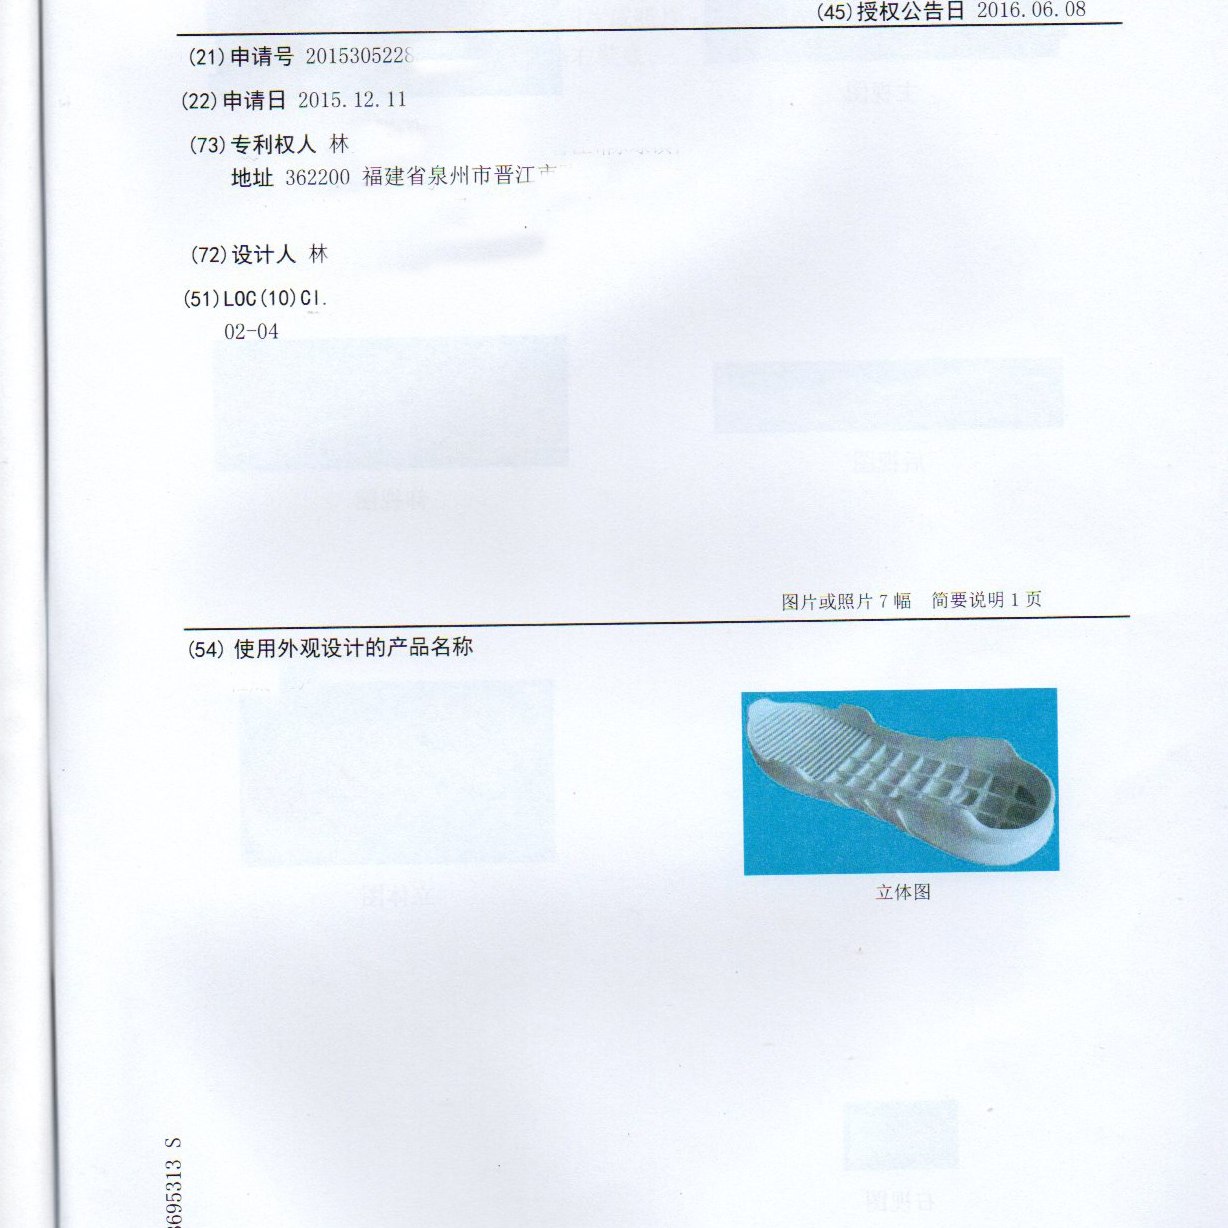 (45)授权公告日 2016.06.08
(21)申请号 201530522
(22)申请日 2015.12.11
(73)专利权人 林
地址 362200 福建省泉州市晋江
(72)设计人 林
(51)LOC(10)Cl.
02-04
图片或照片 7 幅 简要说明 1 页
(54) 使用外观设计的产品名称
立体图
695313 S